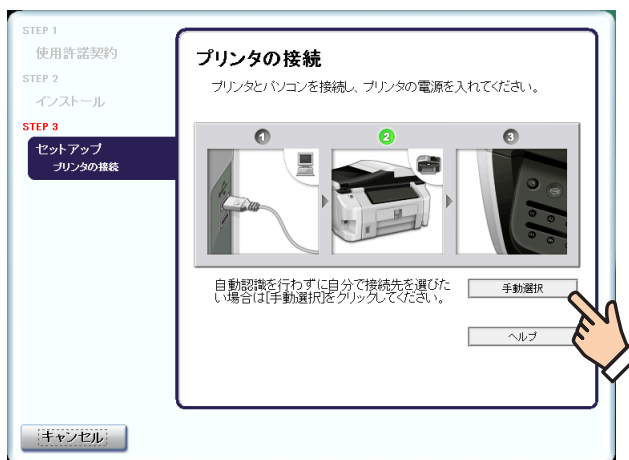 STEP 1
使用許諾契約
STEP 2
インストール
STEP 3
セットアップ
プリンタの接続
プリンタの接続
プリンタとパソコンを接続し、プリンタの電源を入れてください。
1
2
3
自動認識を行わずに自分で接続先を選びた
い場合は[手動選択]をクリックしてください。
手動選択
ヘルプ
キャンセル